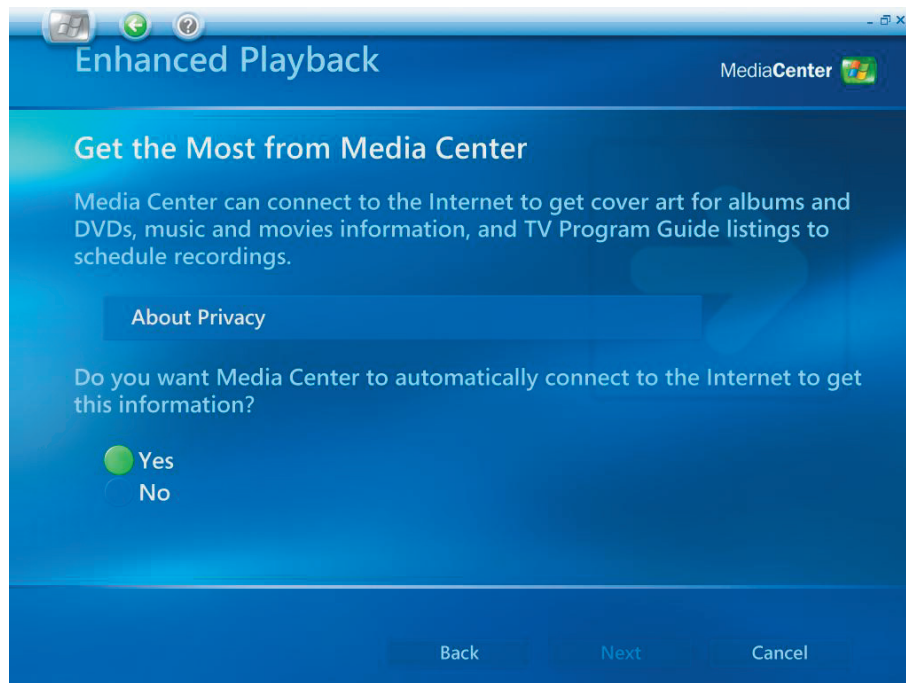 Enhanced Playback
MediaCenter
Get the Most from Media Center
Media Center can connect to the Internet to get cover art for albums and
DVDs, music and movies information, and TV Program Guide listings to
schedule recordings.
About Privacy
Do you want Media Center to automatically connect to the Internet to get
this information?
Yes
No
Back Next Cancel